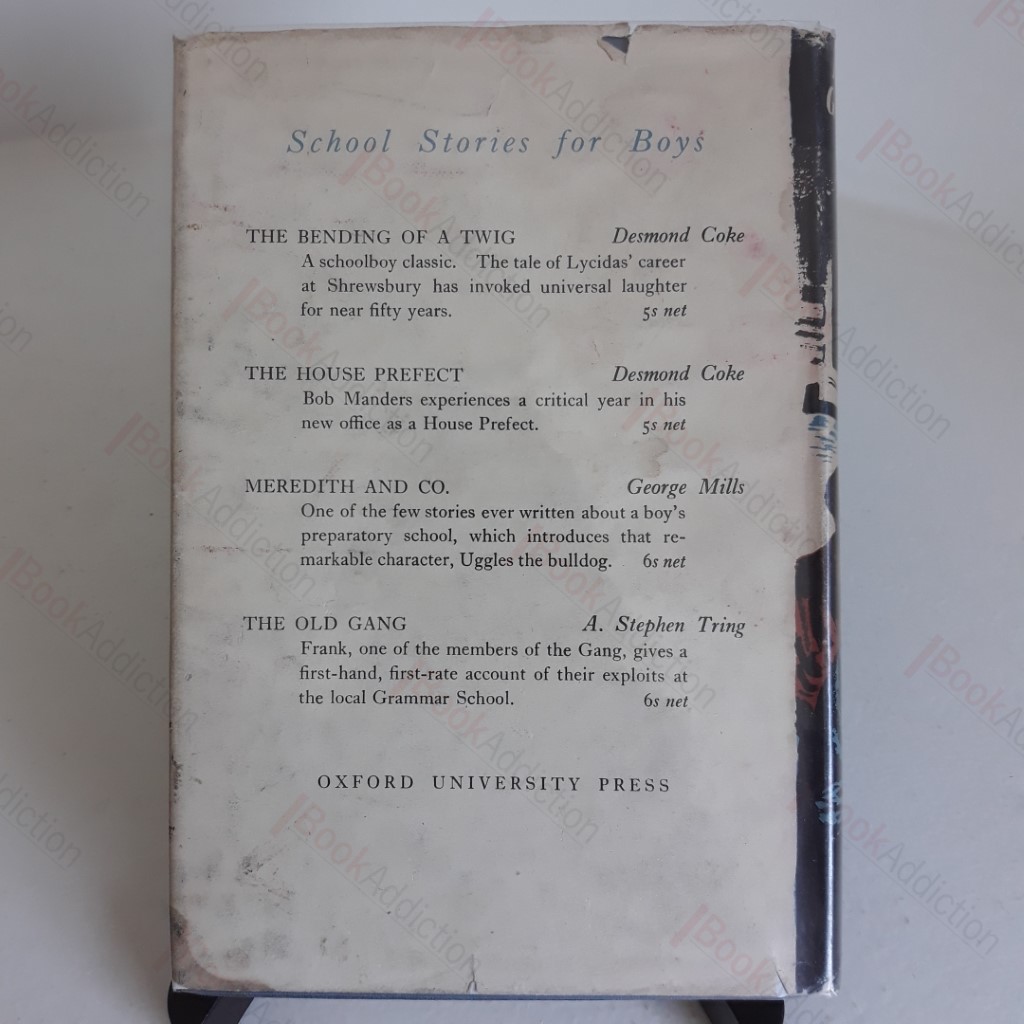 School Stories for Boys
THE BENDING OF A TWIG Desmond Coke
A schoolboy classic. The tale of Lycidas' career
at Shrewsbury has invoked universal laughter
for near fifty years. 5s net
THE HOUSE PREFECT Desmond Coke
Bob Manders experiences a critical year in his
new office as a House Prefect. 5s net
MEREDITH AND CO. George Mills
One of the few stories ever written about a boy's
preparatory school, which introduces that re-
markable character, Uggles the bulldog. 6s net
THE OLD GANG A. Stephen Tring
Frank, one of the members of the Gang, gives a
first-hand, first-rate account of their exploits at
the local Grammar School. 6s net
OXFORD UNIVERSITY PRESS
BookAddiction